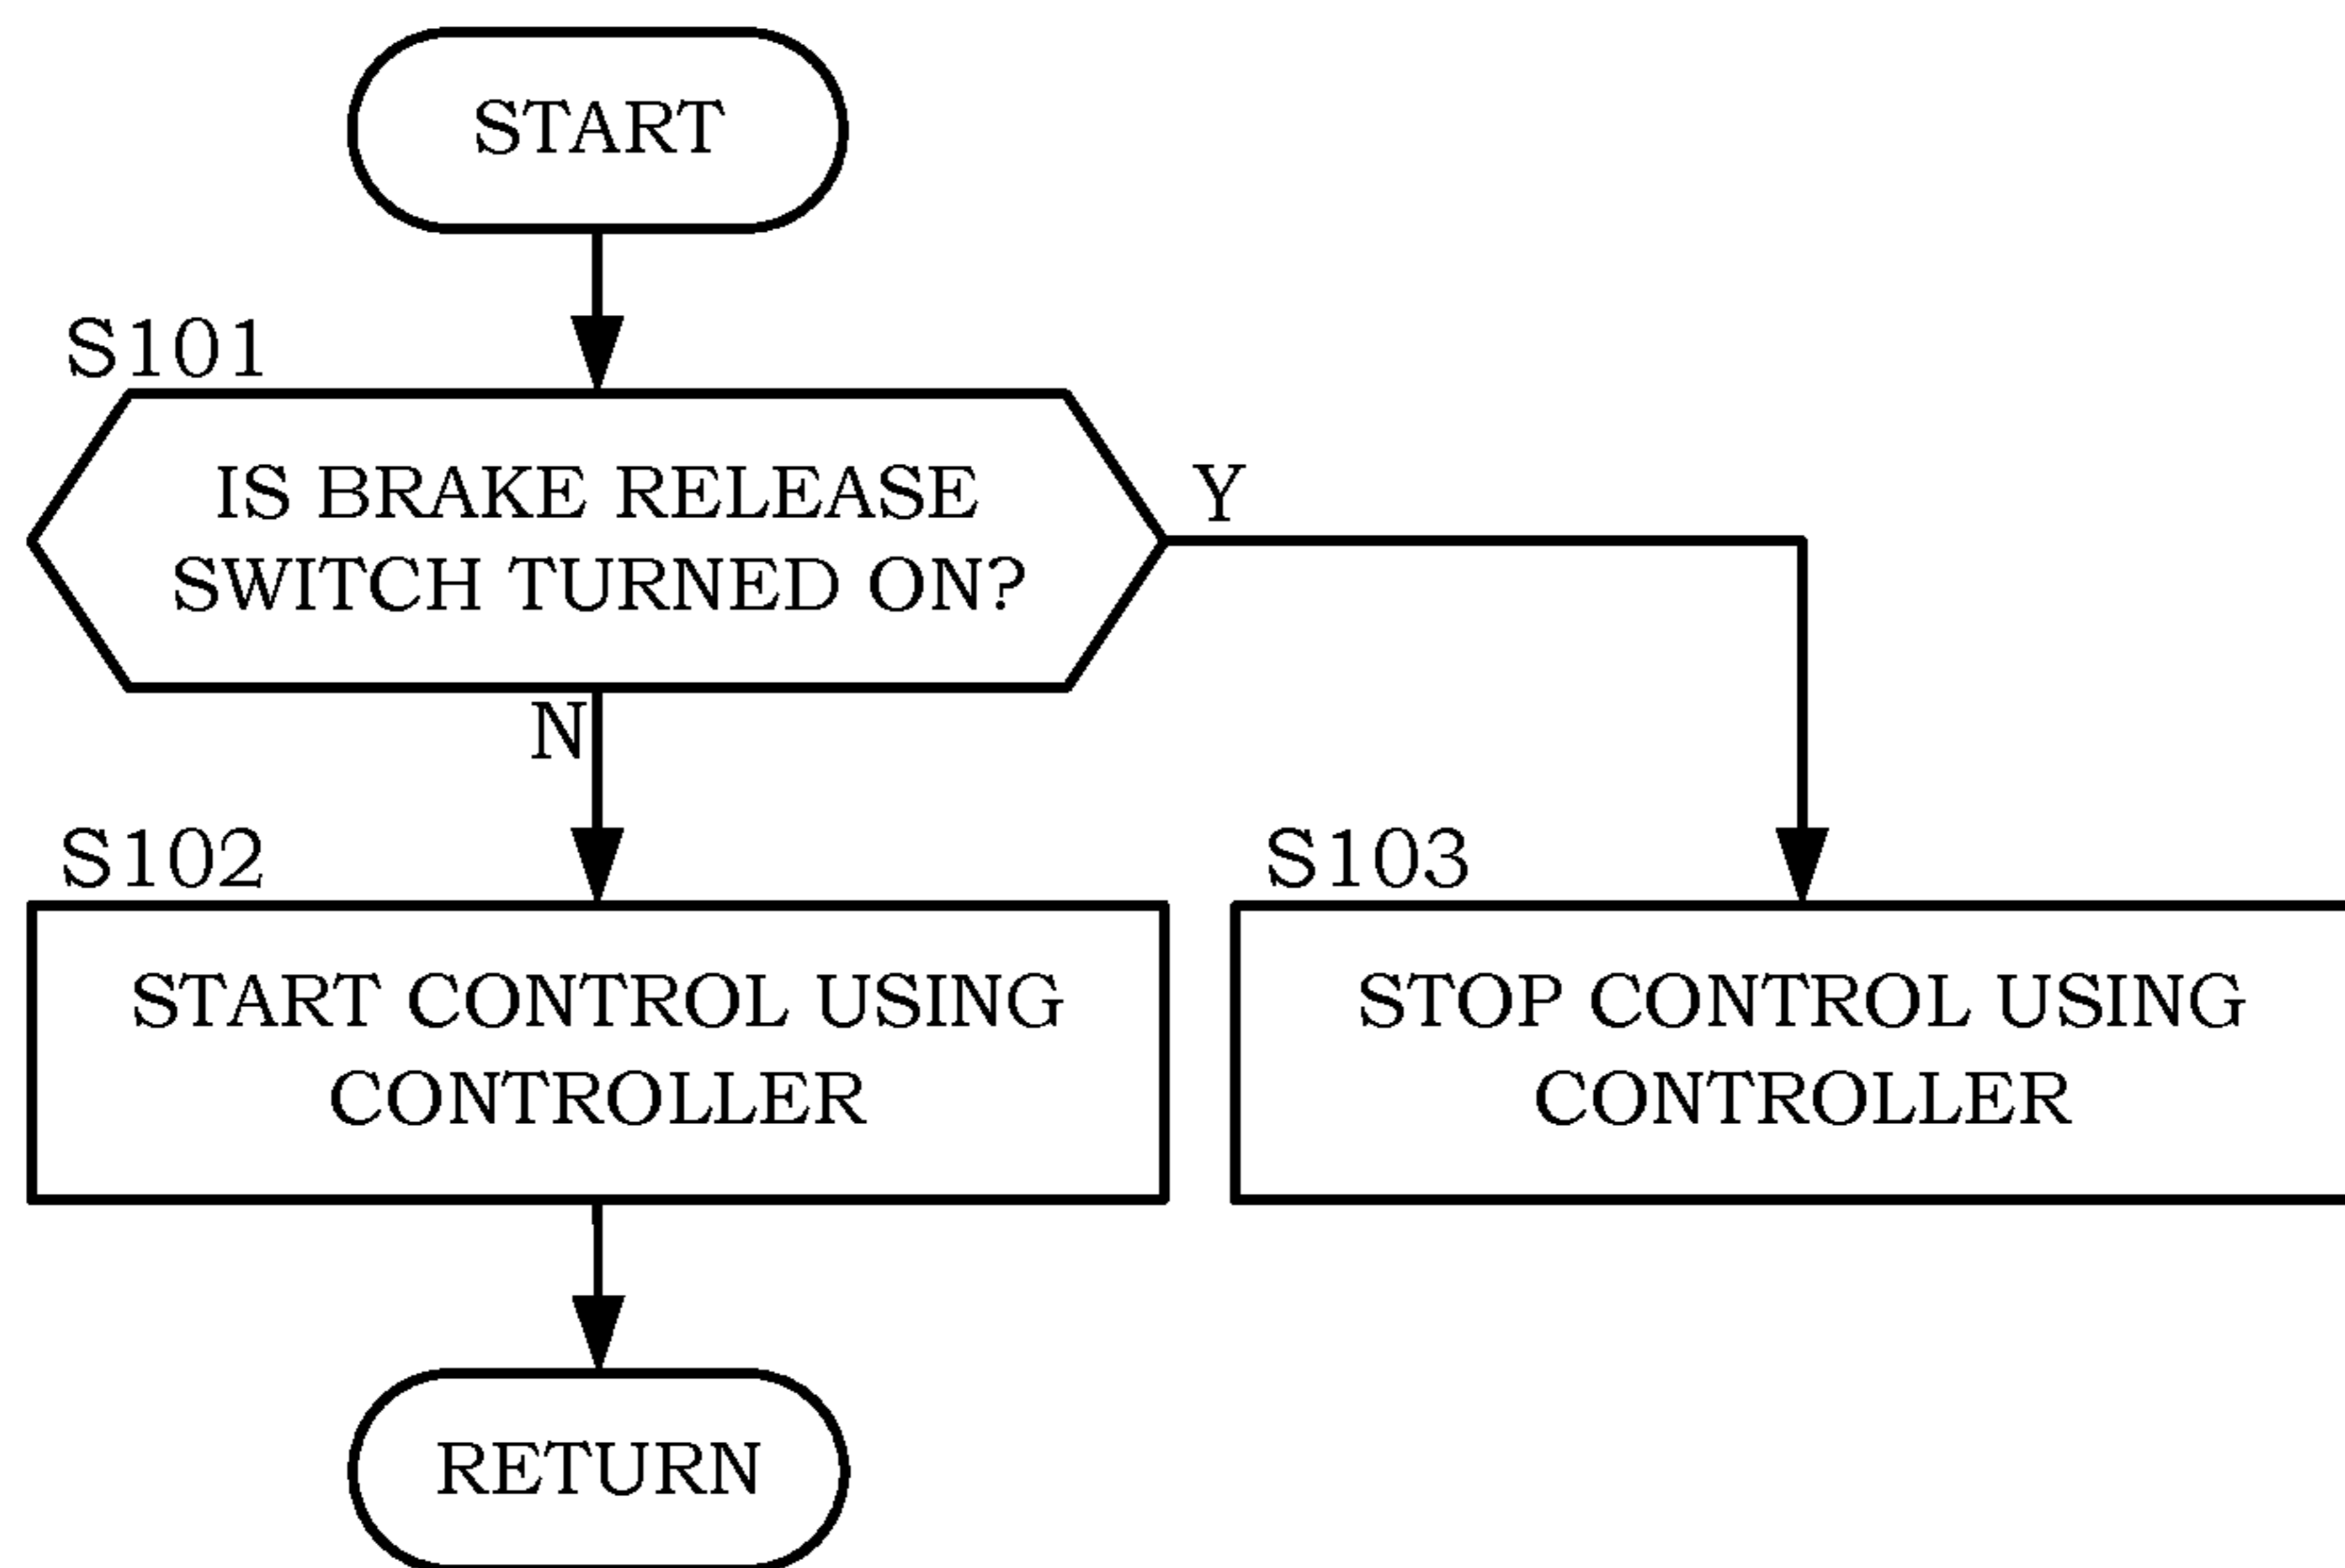 START
S101
IS BRAKE RELEASE
SWITCH TURNED ON?
Y
N
S102
START CONTROL USING
CONTROLLER
S103
STOP CONTROL USING
CONTROLLER
RETURN